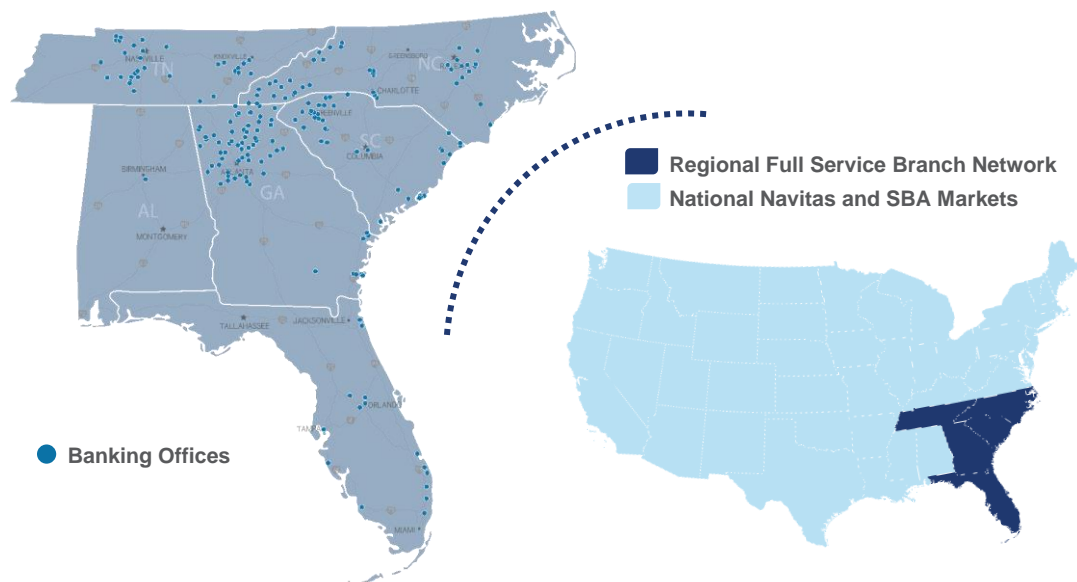 NASHVILLE
TN
KNOXVILLE
GREENSBORO
NC
CHARLOTTE
GREENVILLE
SC
COLUMBIA
BIRMINGHAM
ATLANTA
GA
AL
MONTGOMERY
TALLAHASSEE
JACKSONVILLE
ORLANDO
TAMPA
MIAMI
Banking Offices
Regional Full Service Branch Network
National Navitas and SBA Markets